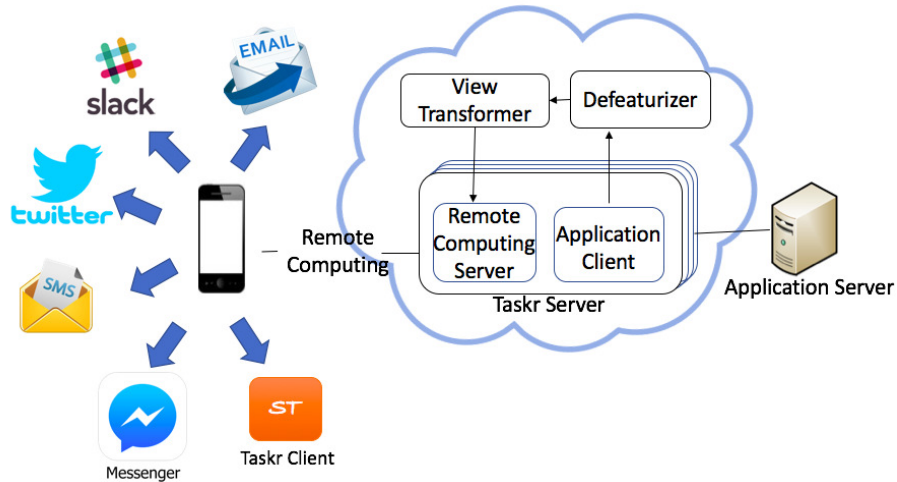 EMAIL
slack
twitter
SMS
Messenger
ST
Taskr Client
Remote
Computing
View
Transformer
Defeaturizer
Remote
Computing
Server
Application
Client
Taskr Server
Application Server